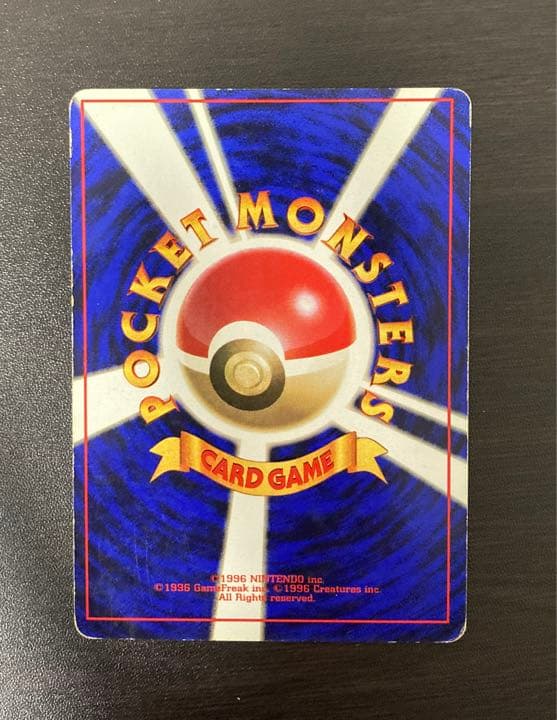 POCKET MONSTERS
CARD GAME
©1996 NINTENDO inc.
©1996 GameFreak inc. ©1996 Creatures inc.
All Rights reserved.